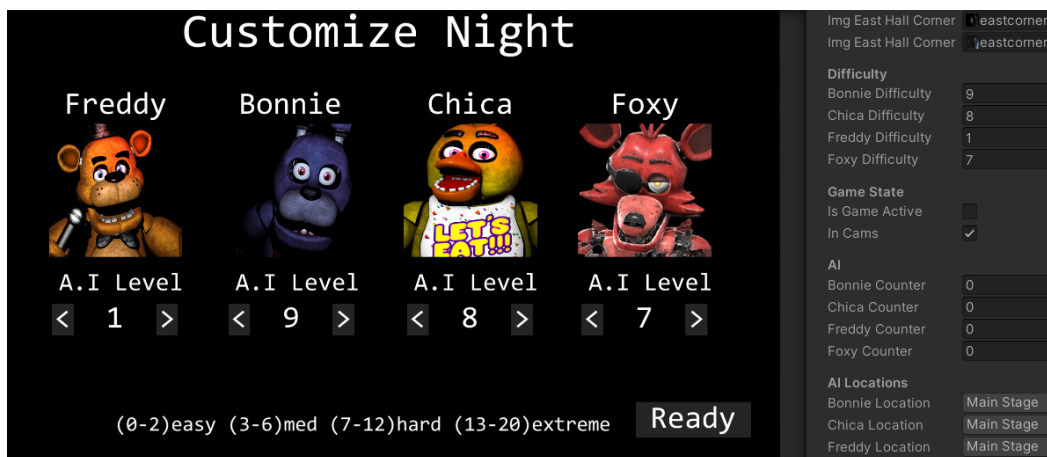 Customize Night
Freddy Bonnie Chica Foxy
LET'S
EAT!!!
A.I Level A.I Level A.I Level A.I Level
< 1 > < 9 > < 8 > < 7 >
(0-2)easy (3-6)med (7-12)hard (13-20)extreme Ready
Img East Hall Corner eastcorner
Img East Hall Corner eastcorner
Difficulty
Bonnie Difficulty 9
Chica Difficulty 8
Freddy Difficulty 1
Foxy Difficulty 7
Game State
Is Game Active
In Cams
AI
Bonnie Counter 0
Chica Counter 0
Freddy Counter 0
Foxy Counter 0
AI Locations
Bonnie Location Main Stage
Chica Location Main Stage
Freddy Location Main Stage